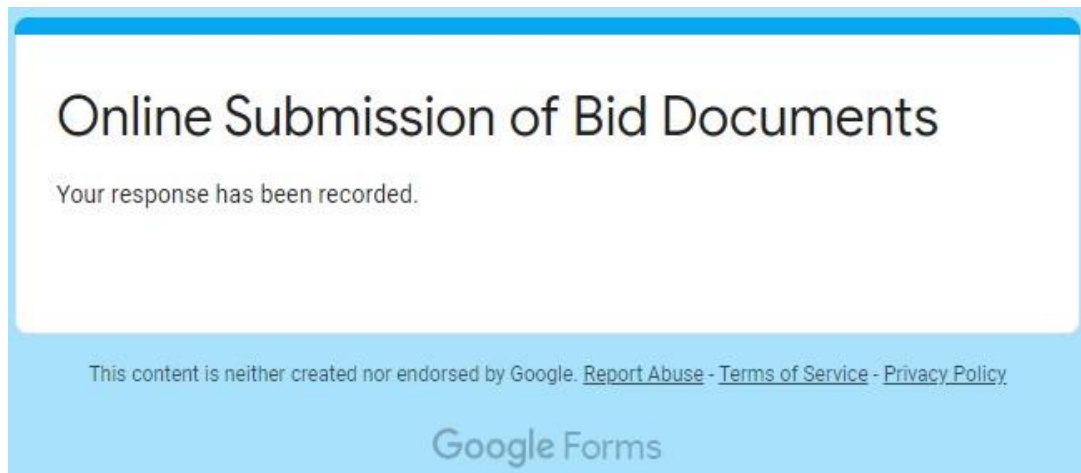 Online Submission of Bid Documents
Your response has been recorded.
This content is neither created nor endorsed by Google. Report Abuse - Terms of Service - Privacy Policy
Google Forms